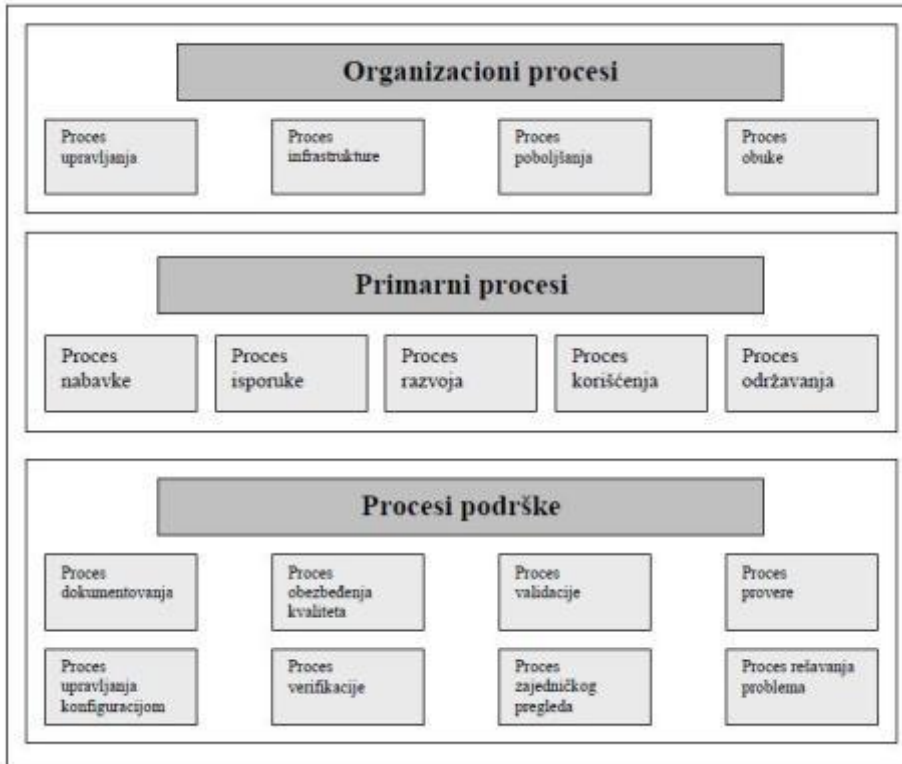 Organizacioni procesi
Proces
upravljanja
Proces
infrastrukture
Proces
poboljšanja
Proces
obuke
Primarni procesi
Proces
nabavke
Proces
isporuke
Proces
razvoja
Proces
korišćenja
Proces
održavanja
Procesi podrške
Proces
dokumentovanja
Proces
obezbeđenja
kvaliteta
Proces
validacije
Proces
provere
Proces
upravljanja
konfiguracijom
Proces
verifikacije
Proces
zajedničkog
pregleda
Proces rešavanja
problema